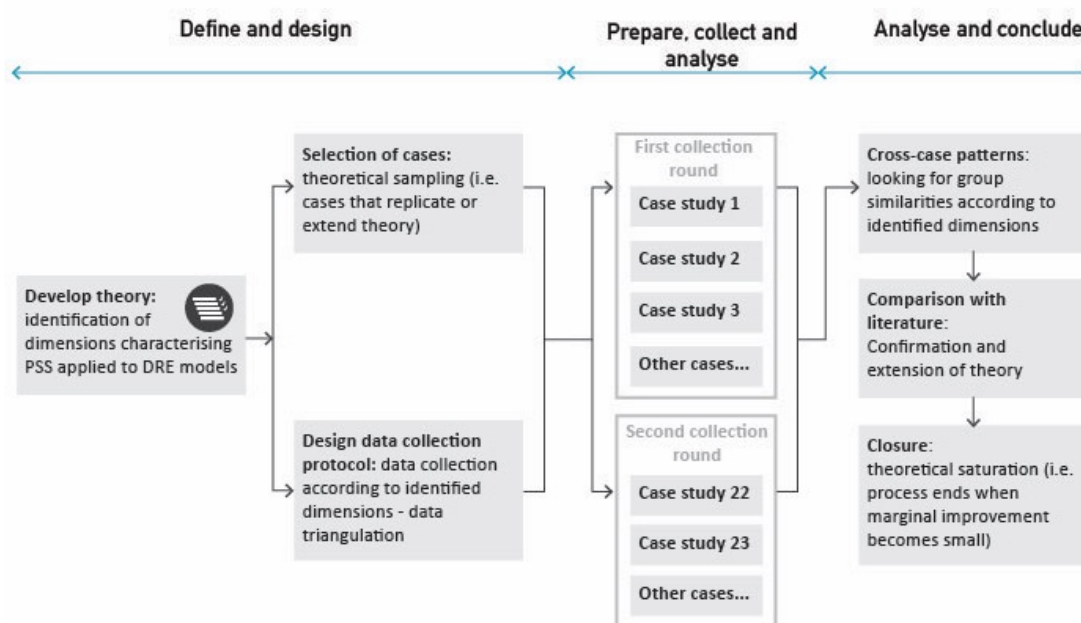 Define and design
Prepare, collect and
analyse
Analyse and conclude
Develop theory:
identification of
dimensions characterising
PSS applied to DRE models
Selection of cases:
theoretical sampling (i.e.
cases that replicate or
extend theory)
Design data collection
protocol: data collection
according to identified
dimensions - data
triangulation
First collection
round
Case study 1
Case study 2
Case study 3
Other cases...
Second collection
round
Case study 22
Case study 23
Other cases...
Cross-case patterns:
looking for group
similarities according to
identified dimensions
Comparison with
literature:
Confirmation and
extension of theory
Closure:
theoretical saturation (i.e.
process ends when
marginal improvement
becomes small)